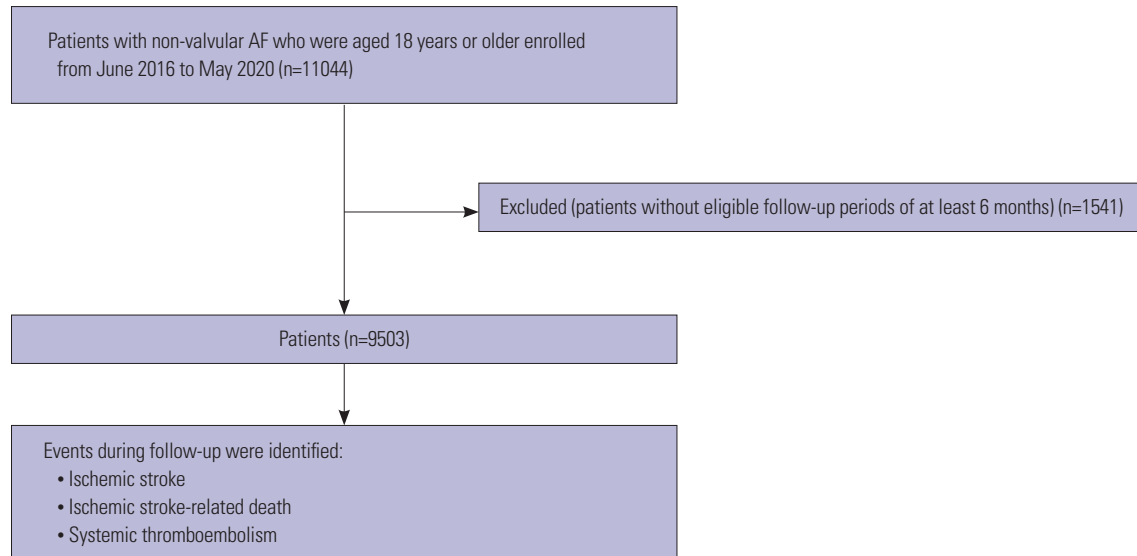 Patients with non-valvular AF who were aged 18 years or older enrolled
from June 2016 to May 2020 (n=11044)
Excluded (patients without eligible follow-up periods of at least 6 months) (n=1541)
Patients (n=9503)
Events during follow-up were identified:
• Ischemic stroke
• Ischemic stroke-related death
• Systemic thromboembolism